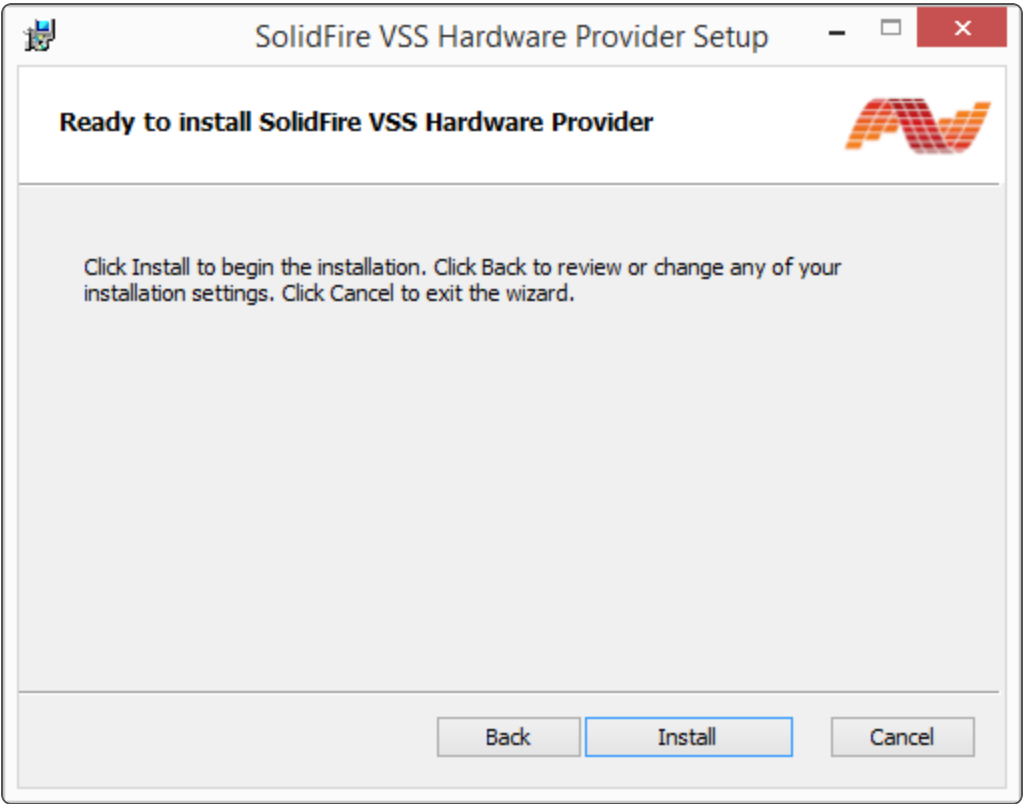 SolidFire VSS Hardware Provider Setup
Ready to install SolidFire VSS Hardware Provider
Click Install to begin the installation. Click Back to review or change any of your
installation settings. Click Cancel to exit the wizard.
Back Install Cancel